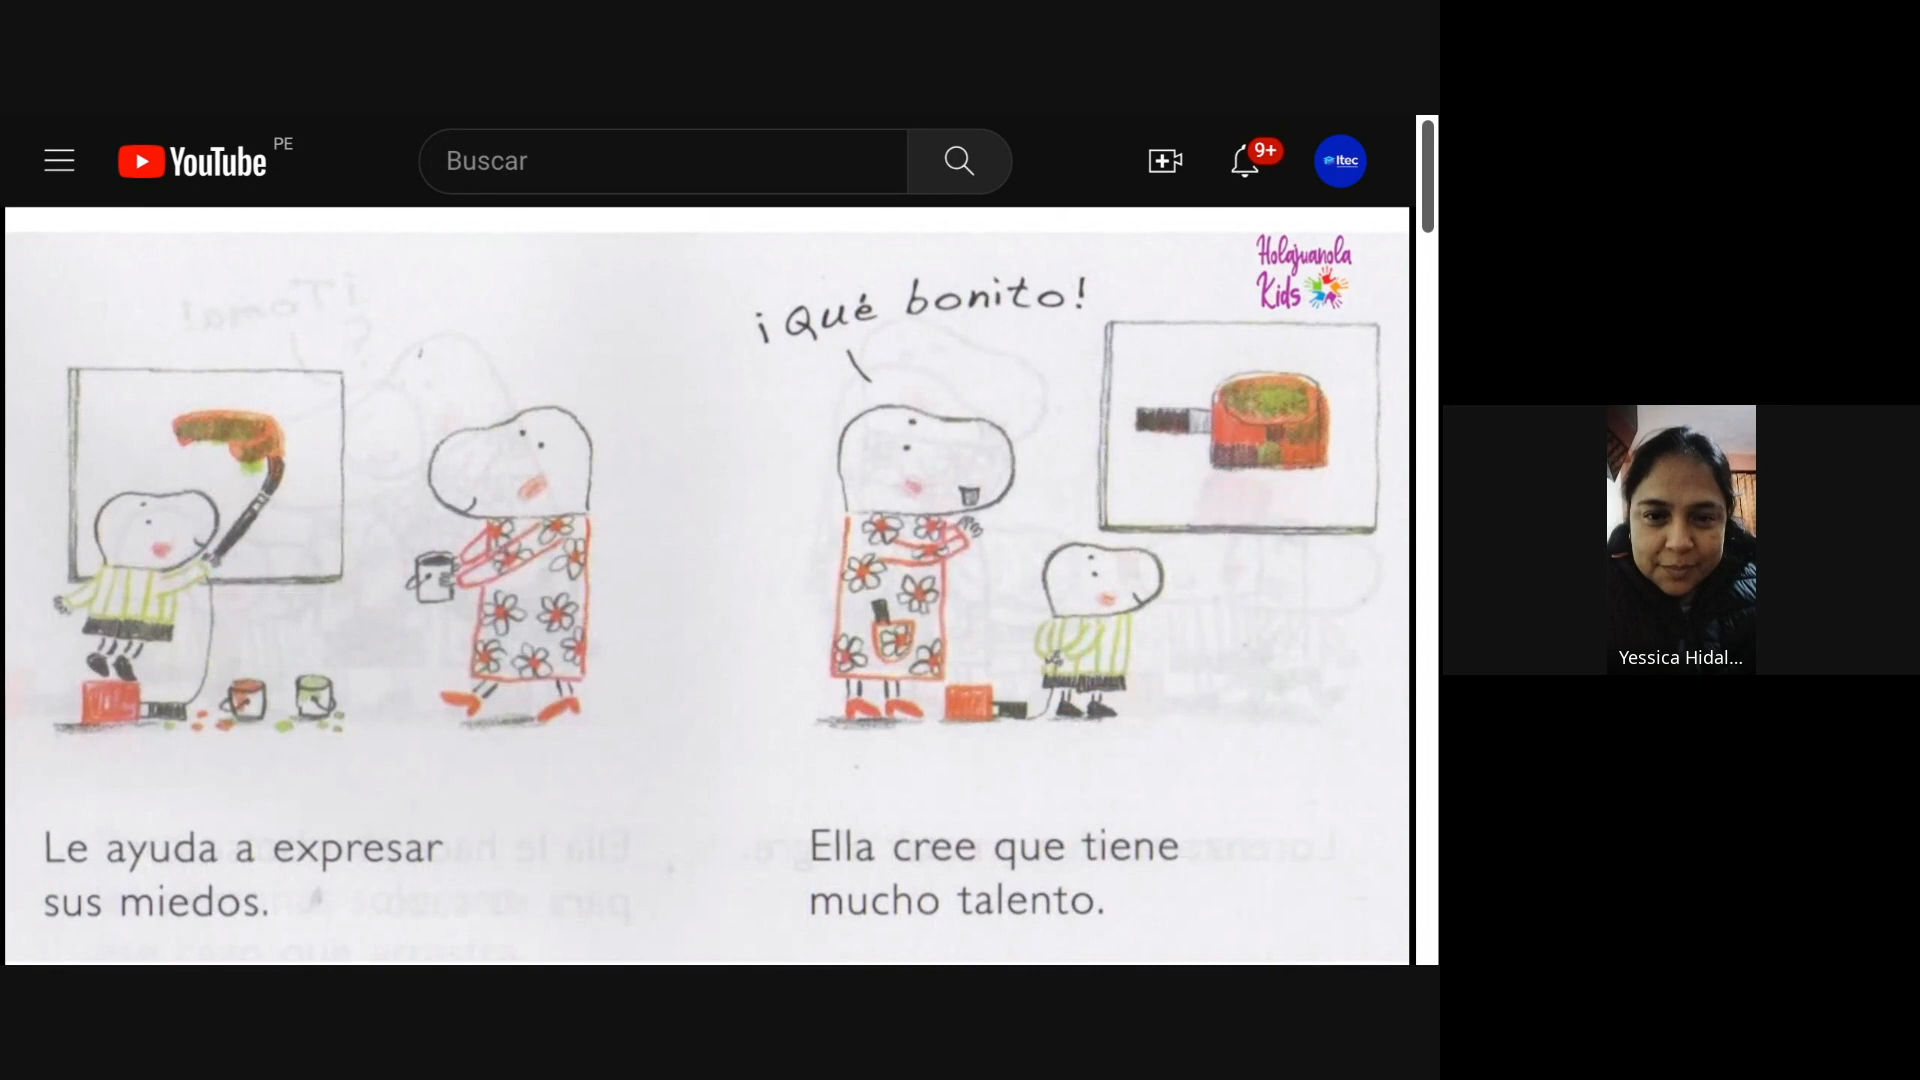 YouTube
PE
Buscar
9+
Itec
Holajuanola
Kids
¡Qué bonito!
¡Toma!
Le ayuda a expresar
sus miedos.
Ella cree que tiene
mucho talento.
Yessica Hidal...